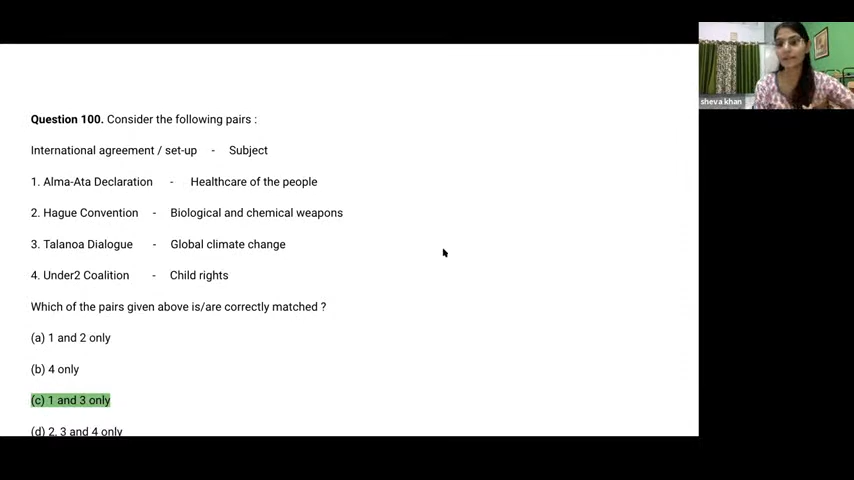 sheva khan
Question 100. Consider the following pairs :
International agreement / set-up - Subject
1. Alma-Ata Declaration - Healthcare of the people
2. Hague Convention - Biological and chemical weapons
3. Talanoa Dialogue - Global climate change
4. Under2 Coalition - Child rights
Which of the pairs given above is/are correctly matched ?
(a) 1 and 2 only
(b) 4 only
(c) 1 and 3 only
(d) 2, 3 and 4 only